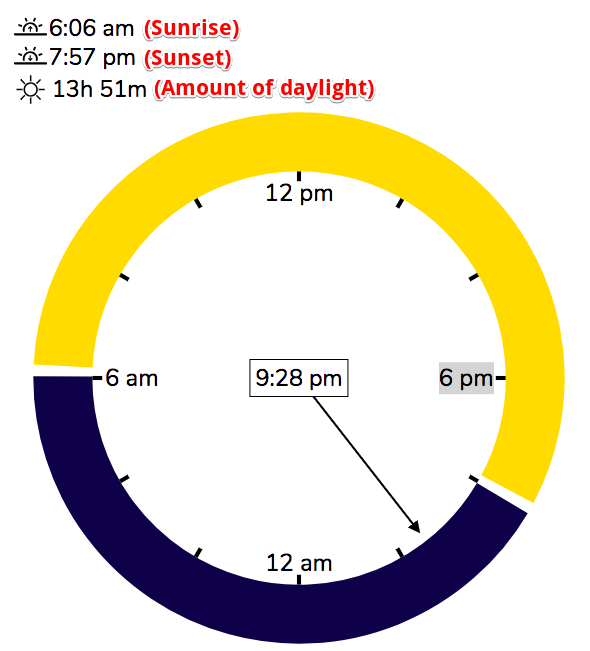 6:06 am (Sunrise)
7:57 pm (Sunset)
13h 51m (Amount of daylight)
12 pm
6 am
9:28 pm
6 pm
12 am